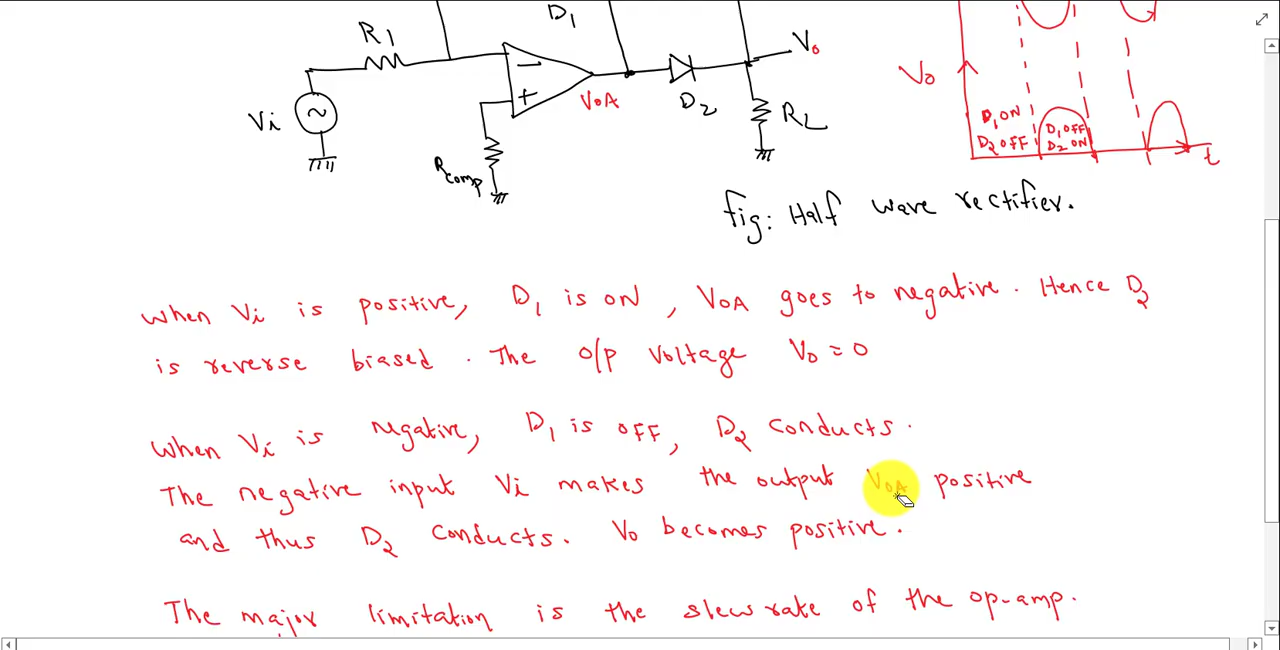 D1
R1
Vo
Vo
VOA
D2
RL
Vi
Rcomp
D1 ON
D2 OFF
D1 OFF
D2 ON
t
fig: Half wave rectifier.
When Vi is positive, D1 is ON, VOA goes to negative. Hence D2
is reverse biased. The o/p voltage Vo = 0
When Vi is negative, D1 is OFF, D2 conducts.
The negative input Vi makes the output VOA positive
and thus D2 conducts. Vo becomes positive.
The major limitation is the slew rate of the op-amp.